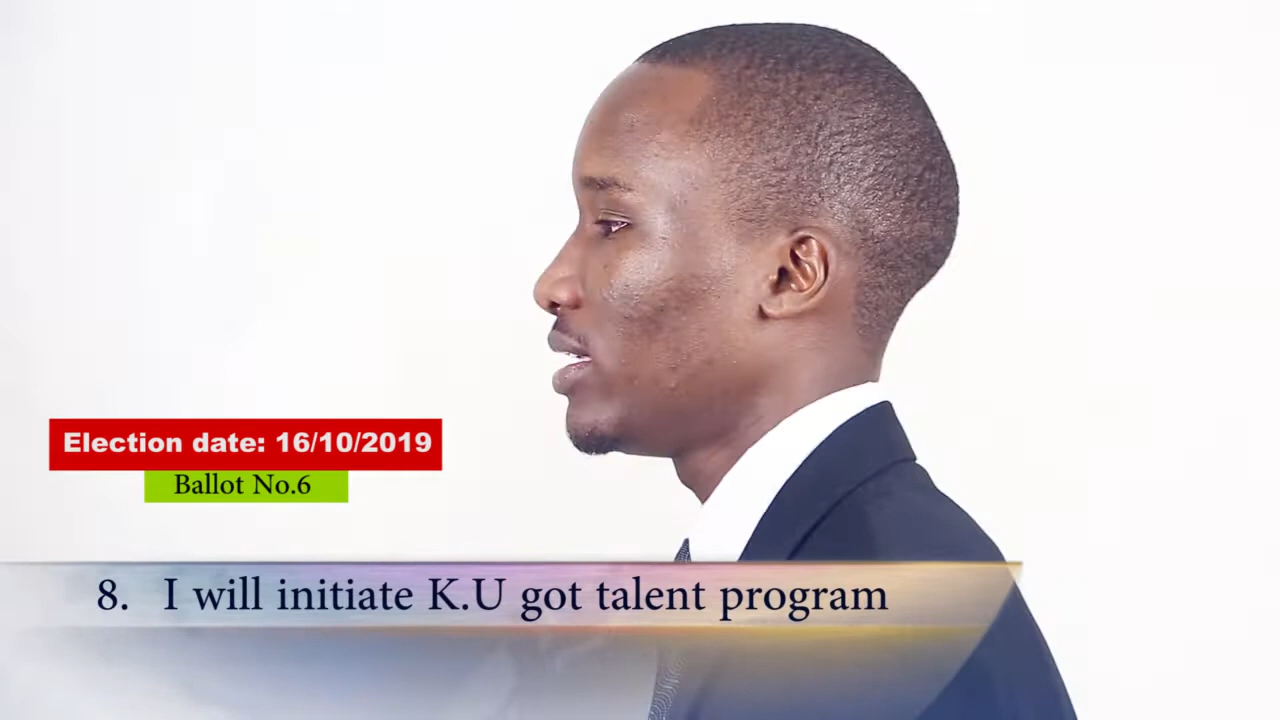 Election date: 16/10/2019
Ballot No.6
8. I will initiate K.U got talent program